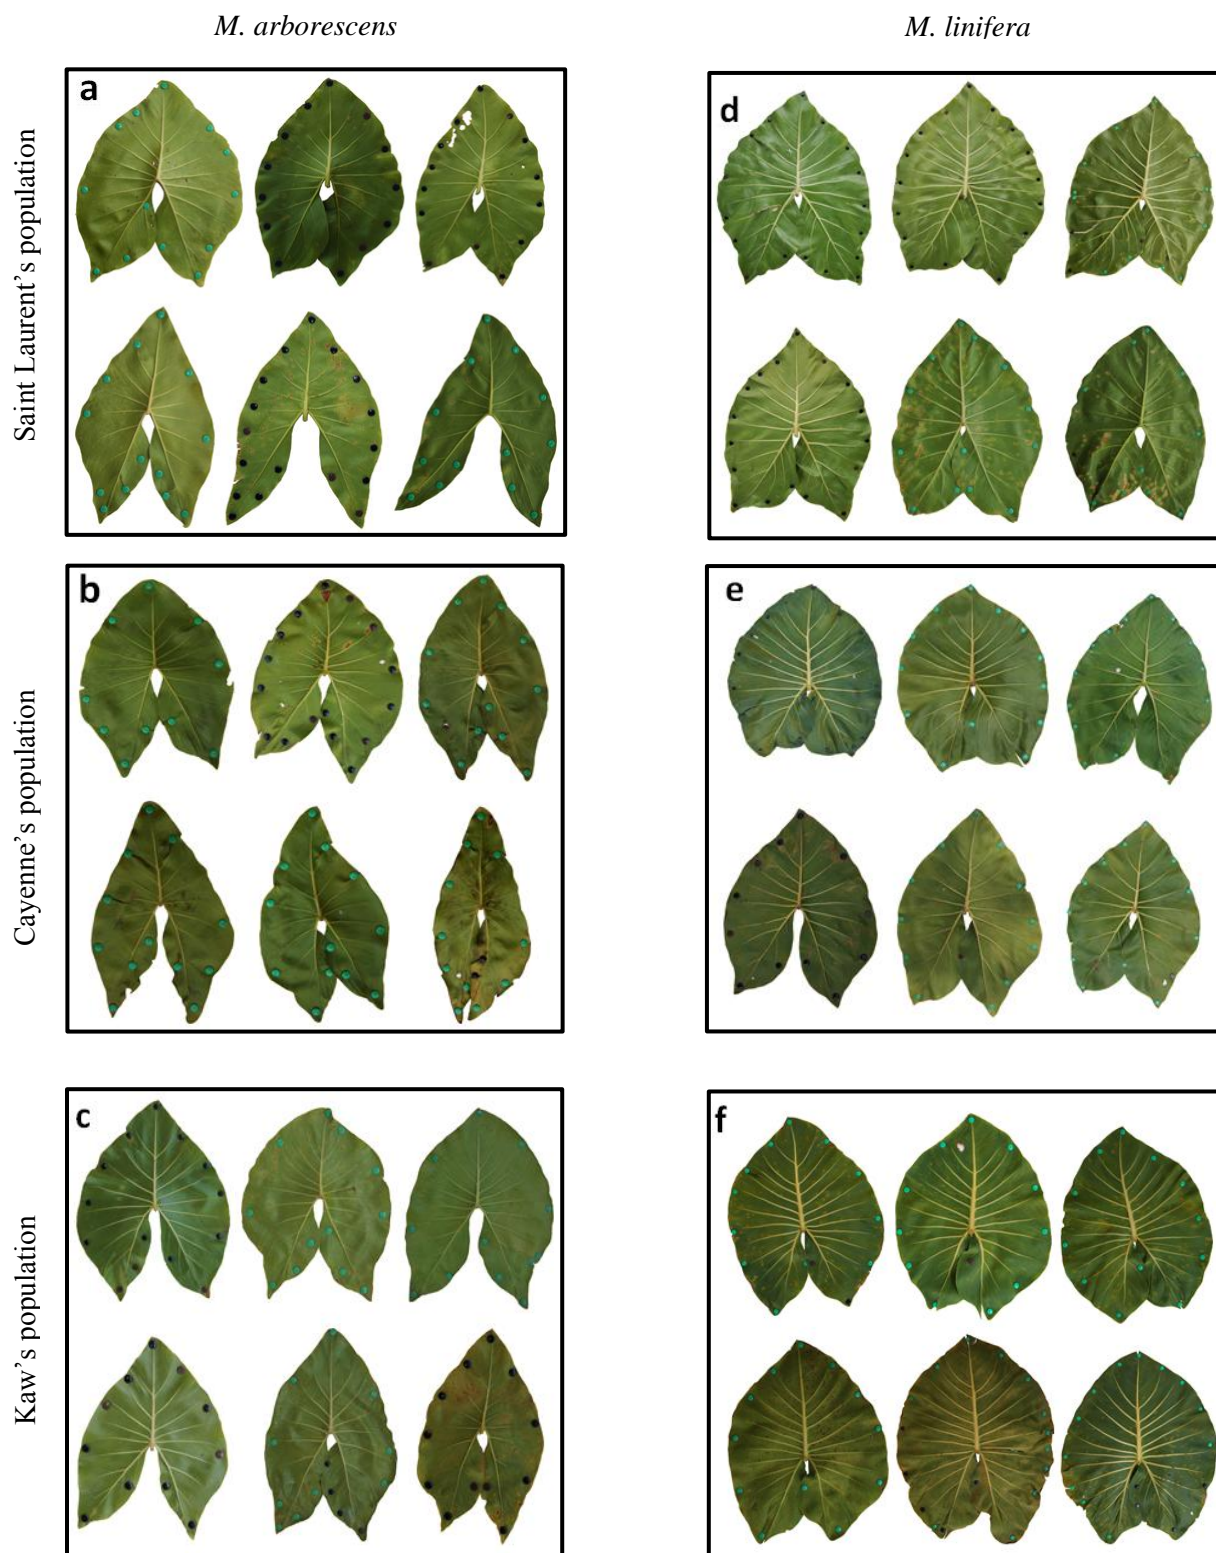 M. arborescens
M. linifera
Saint Laurent's population
a
d
Cayenne's population
b
e
Kaw's population
c
f